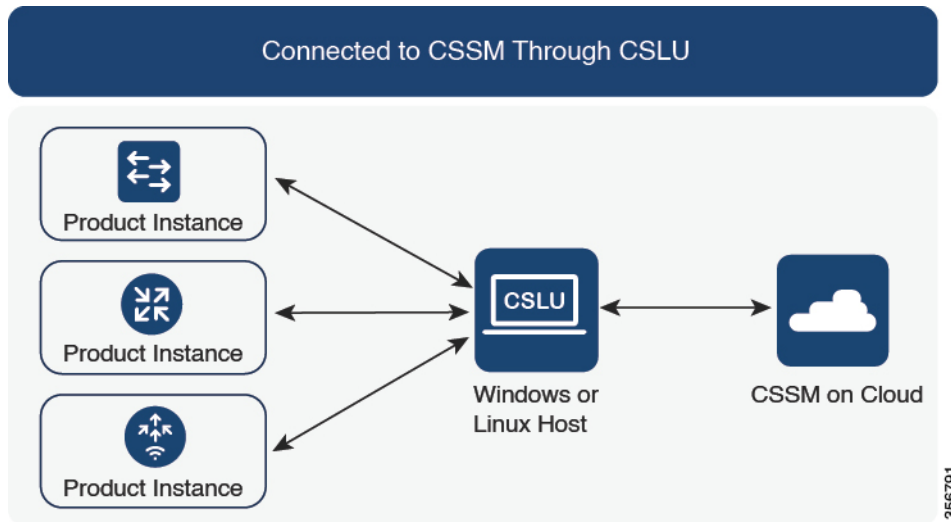 Connected to CSSM Through CSLU
Product Instance
Product Instance
Product Instance
CSLU
Windows or
Linux Host
CSSM on Cloud
356791